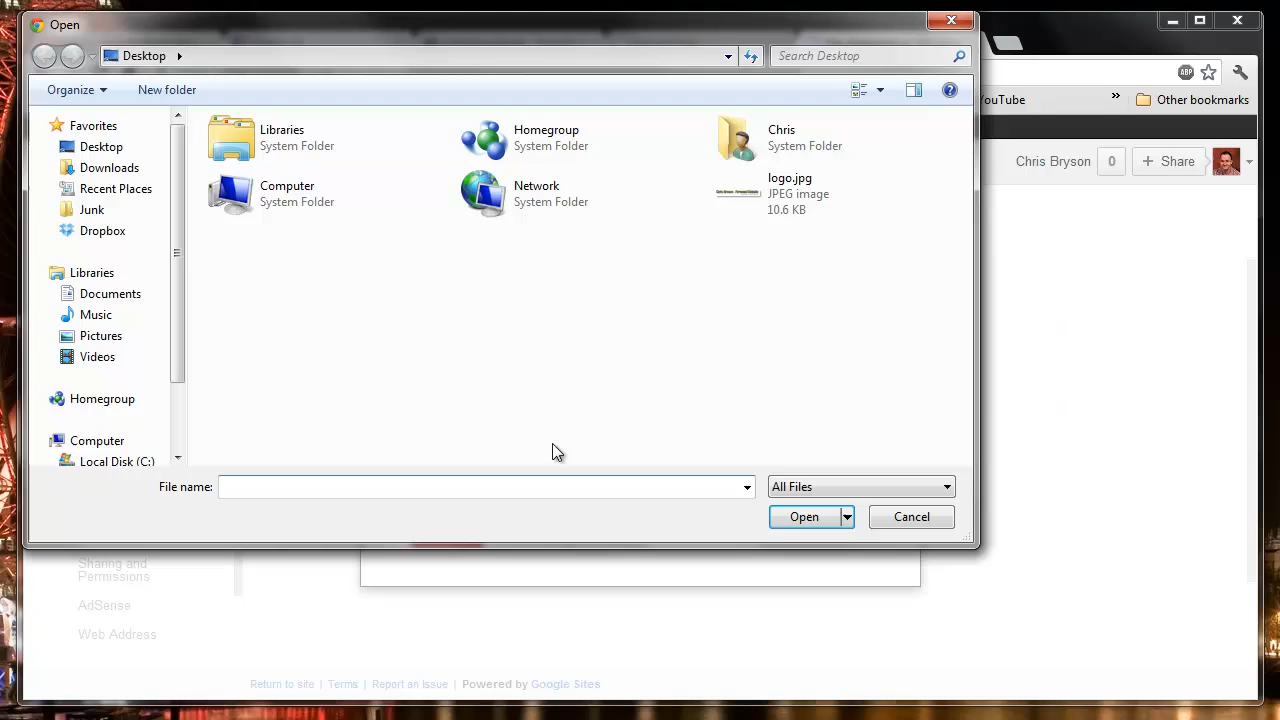 Open
Desktop
Search Desktop
Organize
New folder
YouTube
Other bookmarks
ABP
Favorites
Desktop
Downloads
Recent Places
Junk
Dropbox
Libraries
Documents
Music
Pictures
Videos
Homegroup
Computer
Local Disk (C:)
Libraries
System Folder
Homegroup
System Folder
Chris
System Folder
Computer
System Folder
Network
System Folder
logo.jpg
JPEG image
10.6 KB
Chris Bryson
0
+ Share
File name:
All Files
Open
Cancel
Sharing and
Permissions
AdSense
Web Address
Return to site | Terms | Report an Issue | Powered by Google Sites